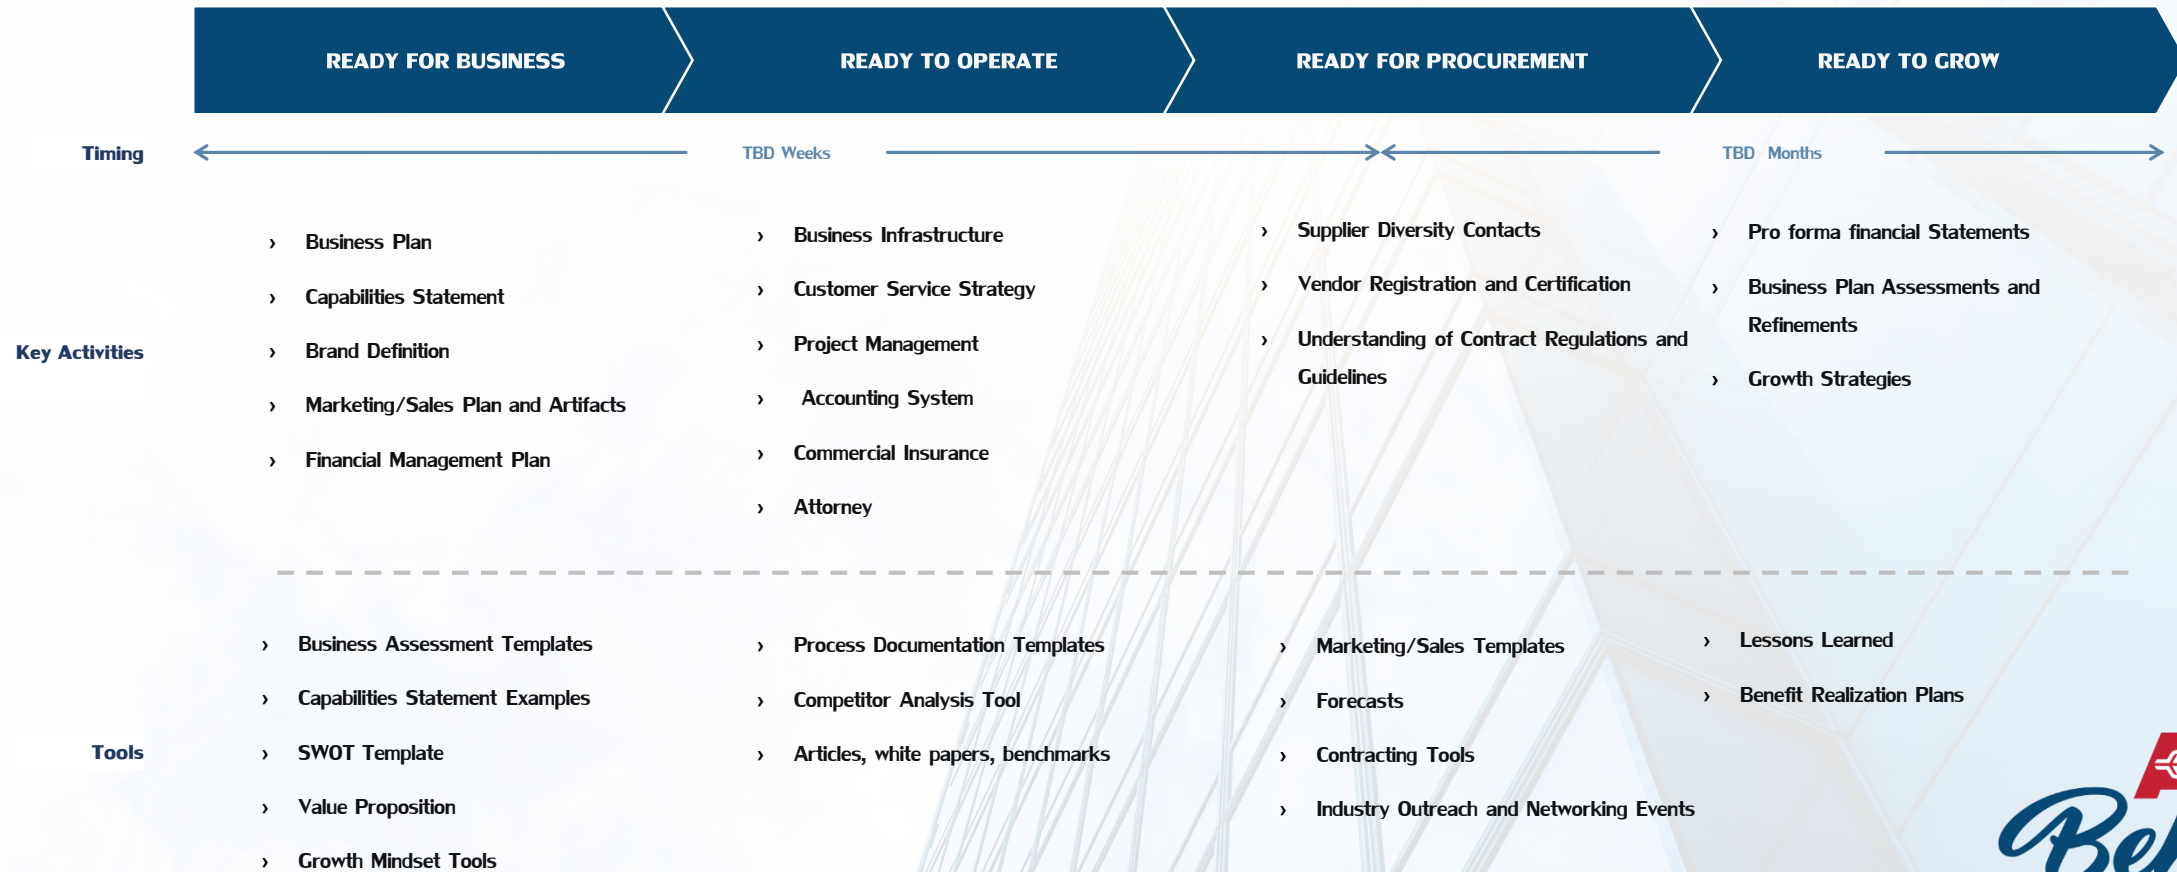 READY FOR BUSINESS
READY TO OPERATE
READY FOR PROCUREMENT
READY TO GROW
Timing
TBD Weeks
TBD Months
Key Activities
› Business Plan
› Capabilities Statement
› Brand Definition
› Marketing/Sales Plan and Artifacts
› Financial Management Plan
› Business Infrastructure
› Customer Service Strategy
› Project Management
› Accounting System
› Commercial Insurance
› Attorney
› Supplier Diversity Contacts
› Vendor Registration and Certification
› Understanding of Contract Regulations and
Guidelines
› Pro forma financial Statements
› Business Plan Assessments and
Refinements
› Growth Strategies
Tools
› Business Assessment Templates
› Capabilities Statement Examples
› SWOT Template
› Value Proposition
› Growth Mindset Tools
› Process Documentation Templates
› Competitor Analysis Tool
› Articles, white papers, benchmarks
› Marketing/Sales Templates
› Forecasts
› Contracting Tools
› Industry Outreach and Networking Events
› Lessons Learned
› Benefit Realization Plans